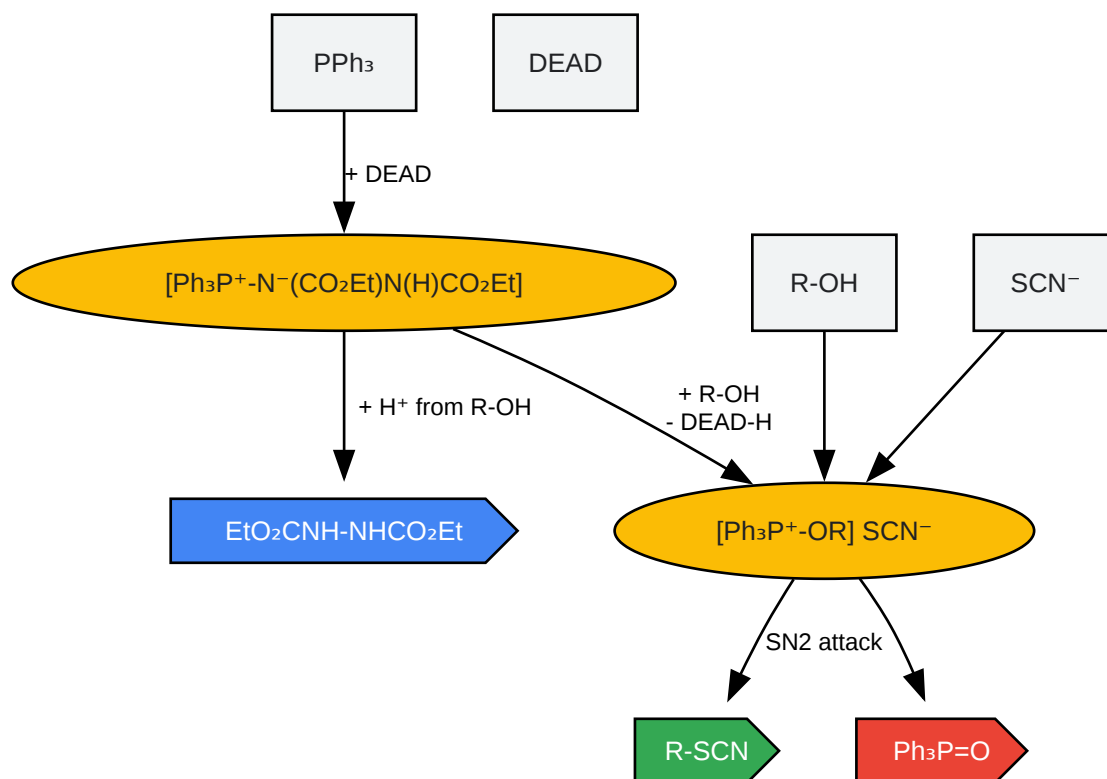 PPh₃
DEAD
+ DEAD
[Ph₃P⁺-N⁻(CO₂Et)N(H)CO₂Et]
R-OH
SCN⁻
+ H⁺ from R-OH
+ R-OH
- DEAD-H
EtO₂CNH-NHCO₂Et
[Ph₃P⁺-OR] SCN⁻
SN2 attack
R-SCN
Ph₃P=O